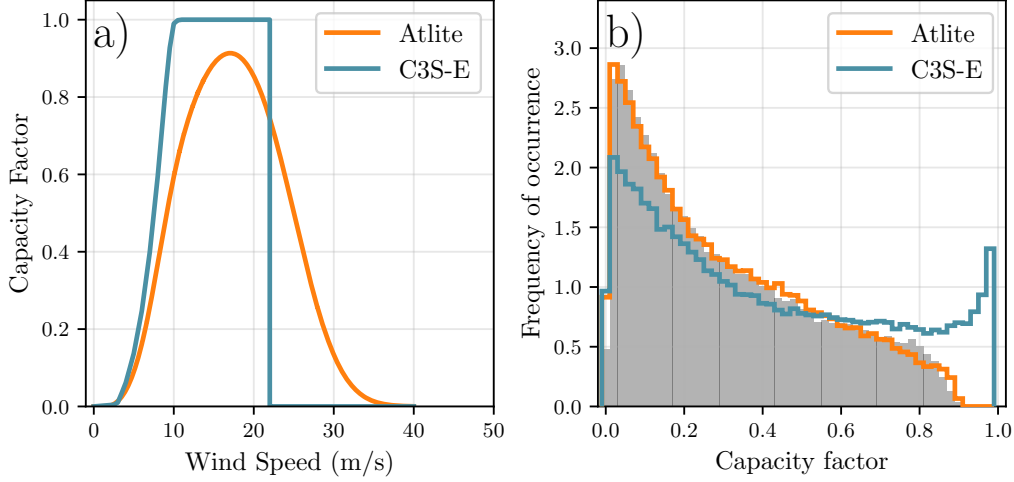 a)
Atlite
C3S-E
1.0
0.8
0.6
0.4
0.2
0.0
Capacity Factor
0 10 20 30 40 50
Wind Speed (m/s)
b)
Atlite
C3S-E
3.0
2.5
2.0
1.5
1.0
0.5
0.0
Frequency of occurrence
0.0 0.2 0.4 0.6 0.8 1.0
Capacity factor